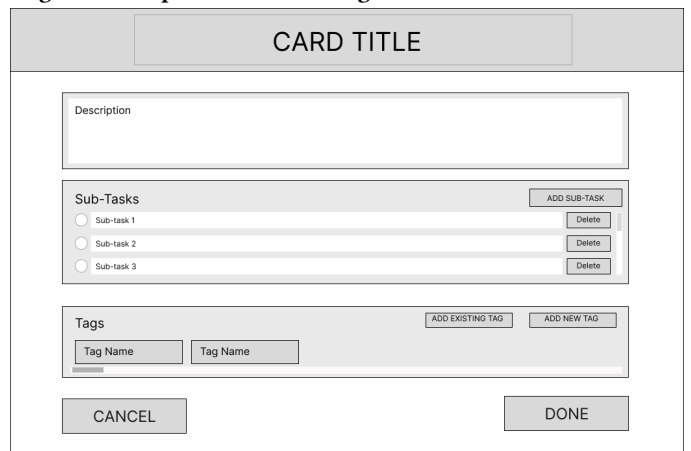 CARD TITLE
Description
Sub-Tasks
ADD SUB-TASK
Sub-task 1
Delete
Sub-task 2
Delete
Sub-task 3
Delete
Tags
ADD EXISTING TAG
ADD NEW TAG
Tag Name
Tag Name
CANCEL
DONE